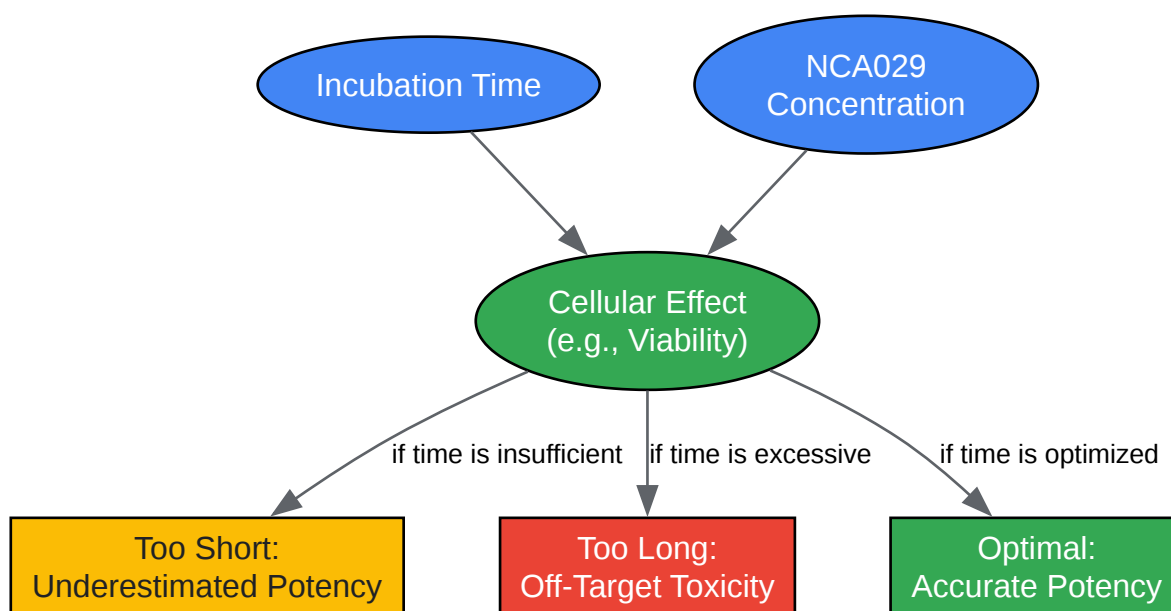 Incubation Time
NCA029
Concentration
Cellular Effect
(e.g., Viability)
if time is insufficient
if time is excessive
if time is optimized
Too Short:
Underestimated Potency
Too Long:
Off-Target Toxicity
Optimal:
Accurate Potency